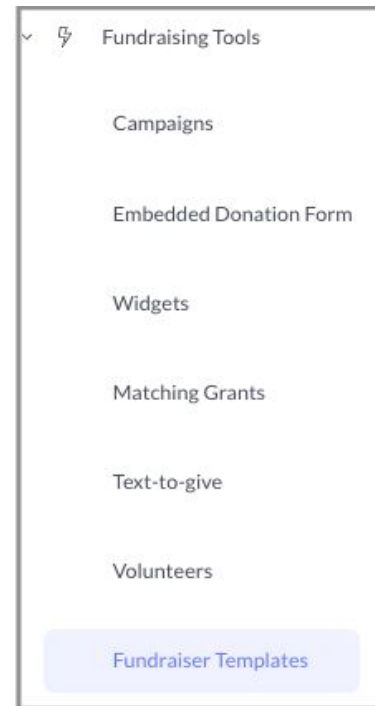 Fundraising Tools
Campaigns
Embedded Donation Form
Widgets
Matching Grants
Text-to-give
Volunteers
Fundraiser Templates